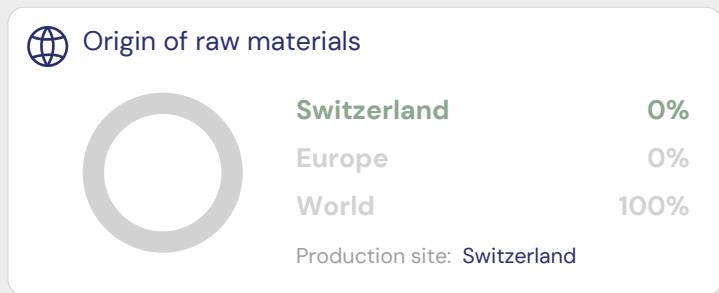 Origin of raw materials
Switzerland 0%
Europe 0%
World 100%
Production site: Switzerland